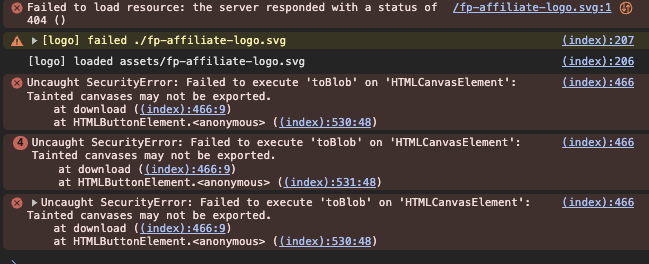 Failed to load resource: the server responded with a status of /fp-affiliate-logo.svg:1
404 ()
[logo] failed ./fp-affiliate-logo.svg (index):207
[logo] loaded assets/fp-affiliate-logo.svg (index):206
Uncaught SecurityError: Failed to execute 'toBlob' on 'HTMLCanvasElement': (index):466
Tainted canvases may not be exported.
at download ((index):466:9)
at HTMLButtonElement.<anonymous> ((index):530:48)
4 Uncaught SecurityError: Failed to execute 'toBlob' on 'HTMLCanvasElement': (index):466
Tainted canvases may not be exported.
at download ((index):466:9)
at HTMLButtonElement.<anonymous> ((index):531:48)
Uncaught SecurityError: Failed to execute 'toBlob' on 'HTMLCanvasElement': (index):466
Tainted canvases may not be exported.
at download ((index):466:9)
at HTMLButtonElement.<anonymous> ((index):530:48)